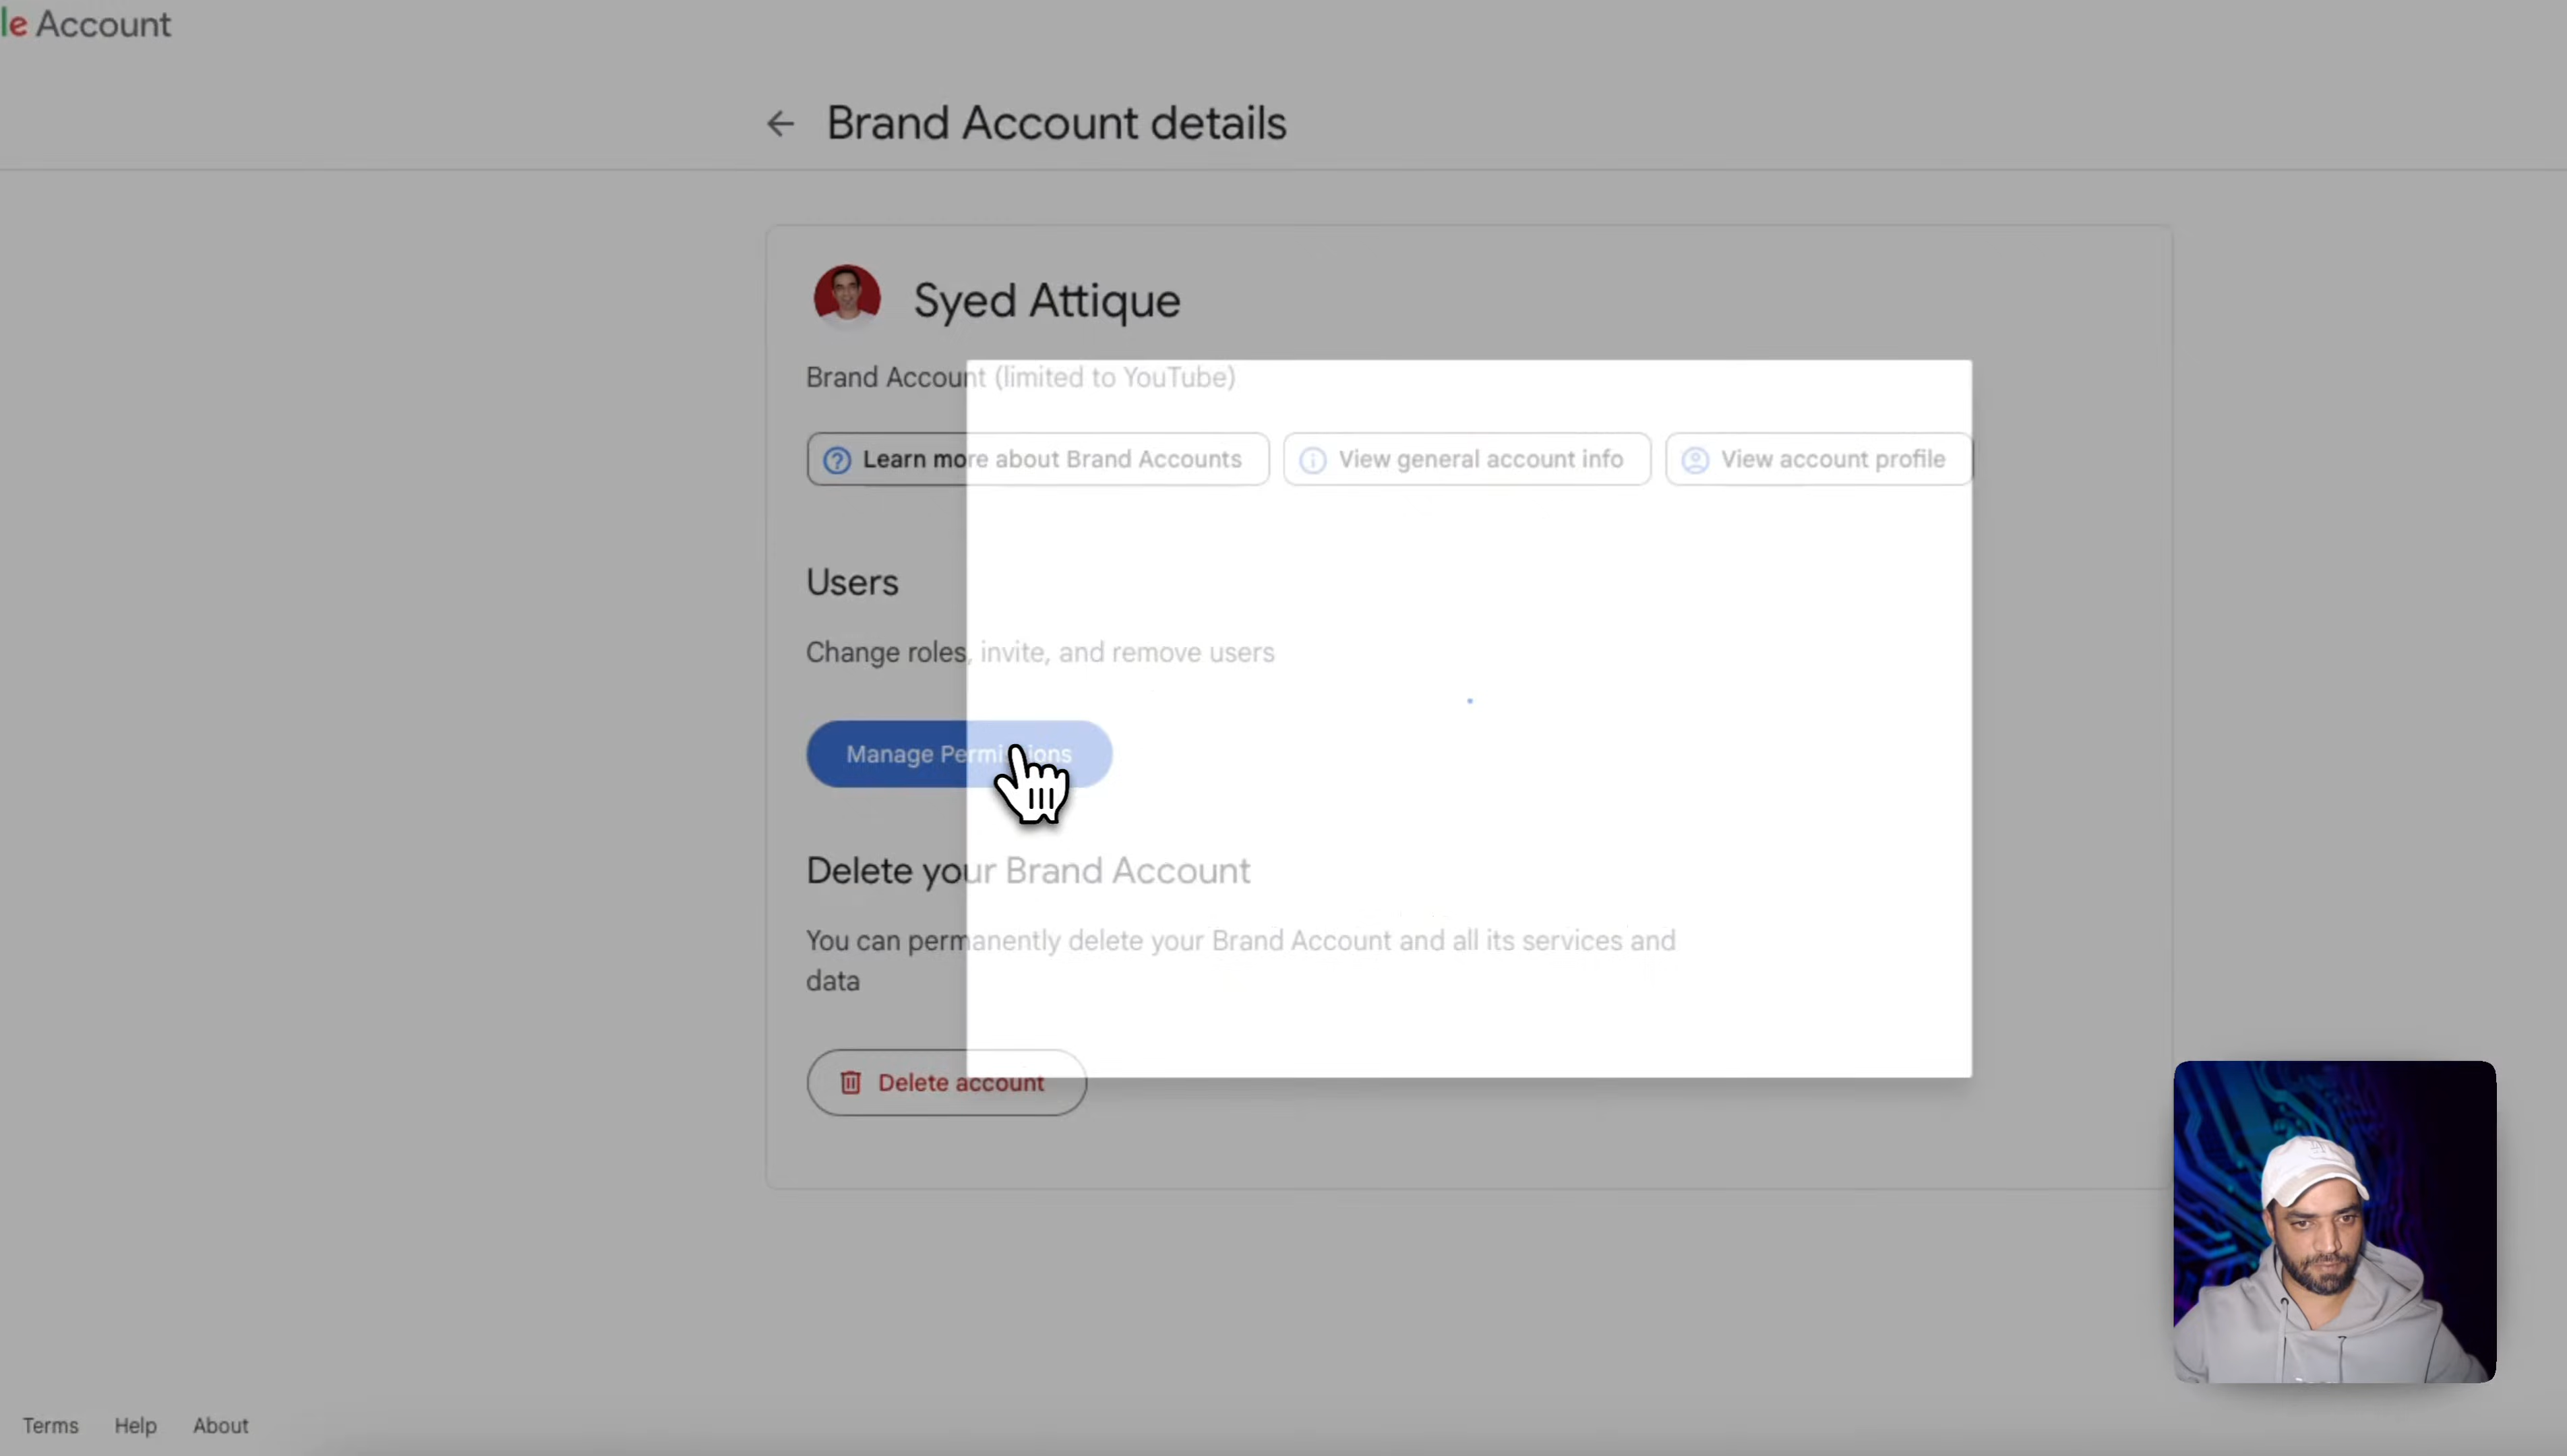 le Account
Brand Account details
Syed Attique
Brand Account (limited to YouTube)
Learn more about Brand Accounts
View general account info
View account profile
Users
Change roles, invite, and remove users
Manage Permissions
Delete your Brand Account
You can permanently delete your Brand Account and all its services and
data
Delete account
Terms Help About